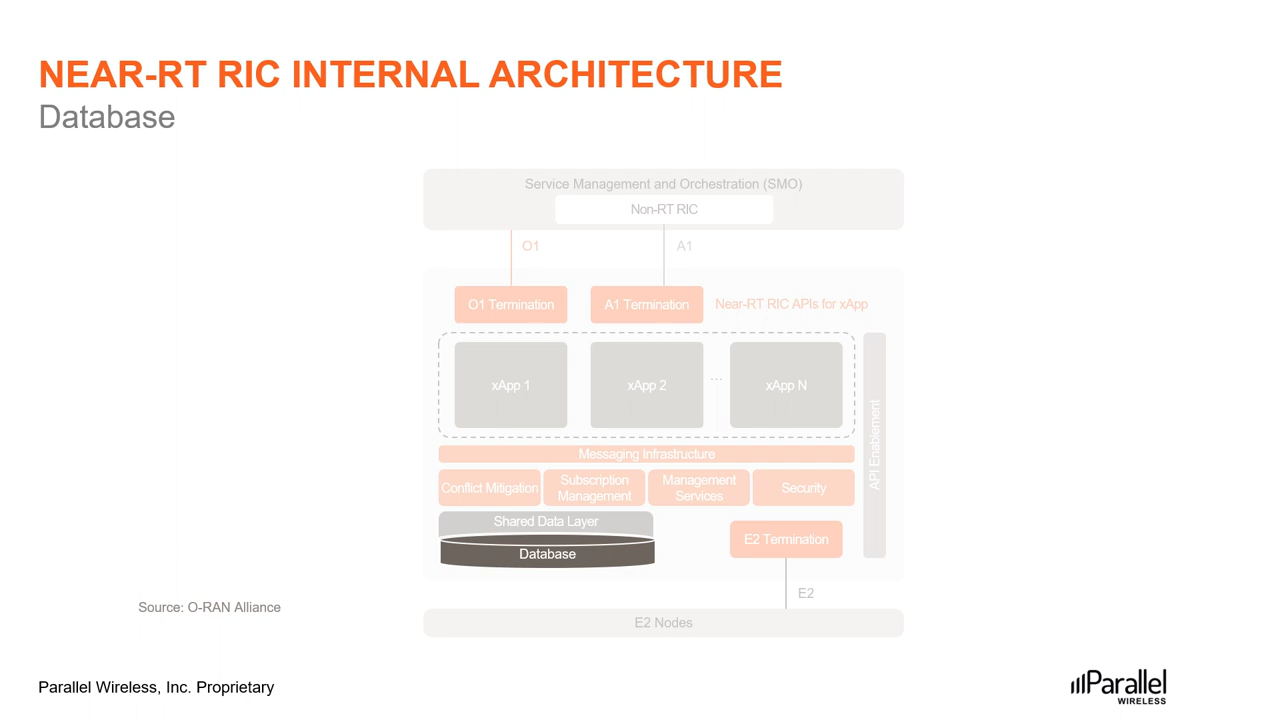 NEAR-RT RIC INTERNAL ARCHITECTURE
Database
Service Management and Orchestration (SMO)
Non-RT RIC
O1
A1
O1 Termination
A1 Termination
Near-RT RIC APIs for xApp
xApp 1
xApp 2
...
xApp N
API Enablement
Messaging Infrastructure
Conflict Mitigation
Subscription
Management
Management
Services
Security
Shared Data Layer
Database
E2 Termination
E2
E2 Nodes
Source: O-RAN Alliance
Parallel Wireless, Inc. Proprietary
Parallel
WIRELESS